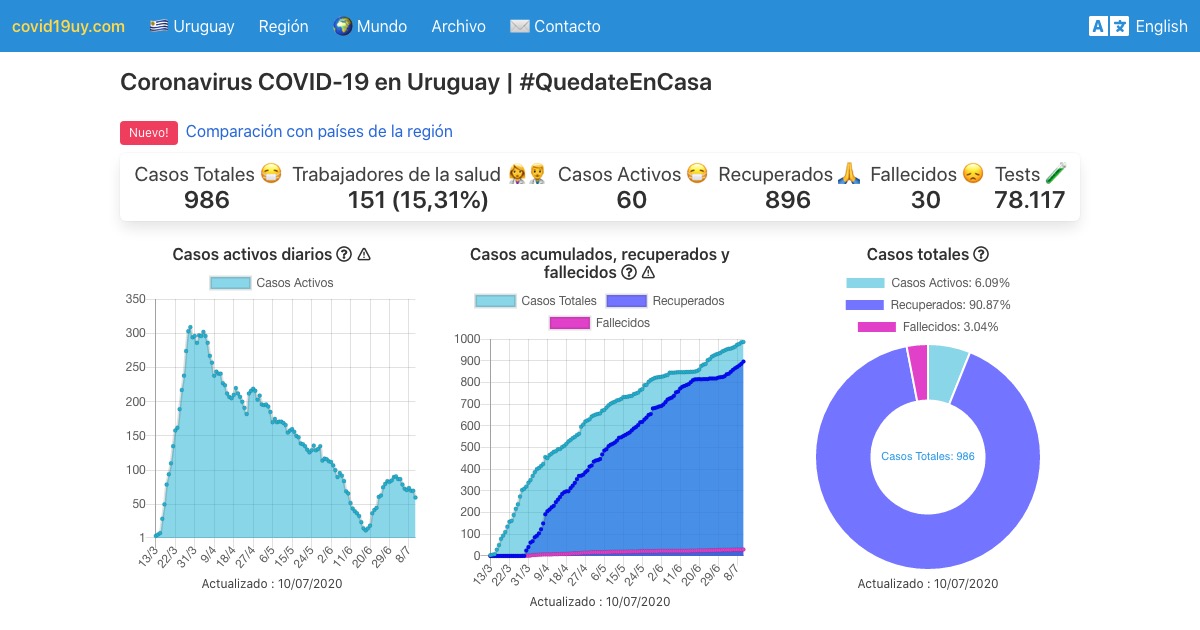 covid19uy.com Uruguay Región Mundo Archivo Contacto English
Coronavirus COVID-19 en Uruguay | #QuedateEnCasa
Nuevo! Comparación con países de la región
Casos Totales Trabajadores de la salud Casos Activos Recuperados Fallecidos Tests
986 151 (15,31%) 60 896 30 78.117
Casos activos diarios
Casos Activos
350
300
250
200
150
100
50
1
13/3 22/3 31/3 9/4 18/4 27/4 6/5 15/5 24/5 2/6 11/6 20/6 29/6 8/7
Actualizado : 10/07/2020
Casos acumulados, recuperados y
fallecidos
Casos Totales Recuperados
Fallecidos
1000
900
800
700
600
500
400
300
200
100
0
13/3 22/3 31/3 9/4 18/4 27/4 6/5 15/5 24/5 2/6 11/6 20/6 29/6 8/7
Actualizado : 10/07/2020
Casos totales
Casos Activos: 6.09%
Recuperados: 90.87%
Fallecidos: 3.04%
Casos Totales: 986
Actualizado : 10/07/2020